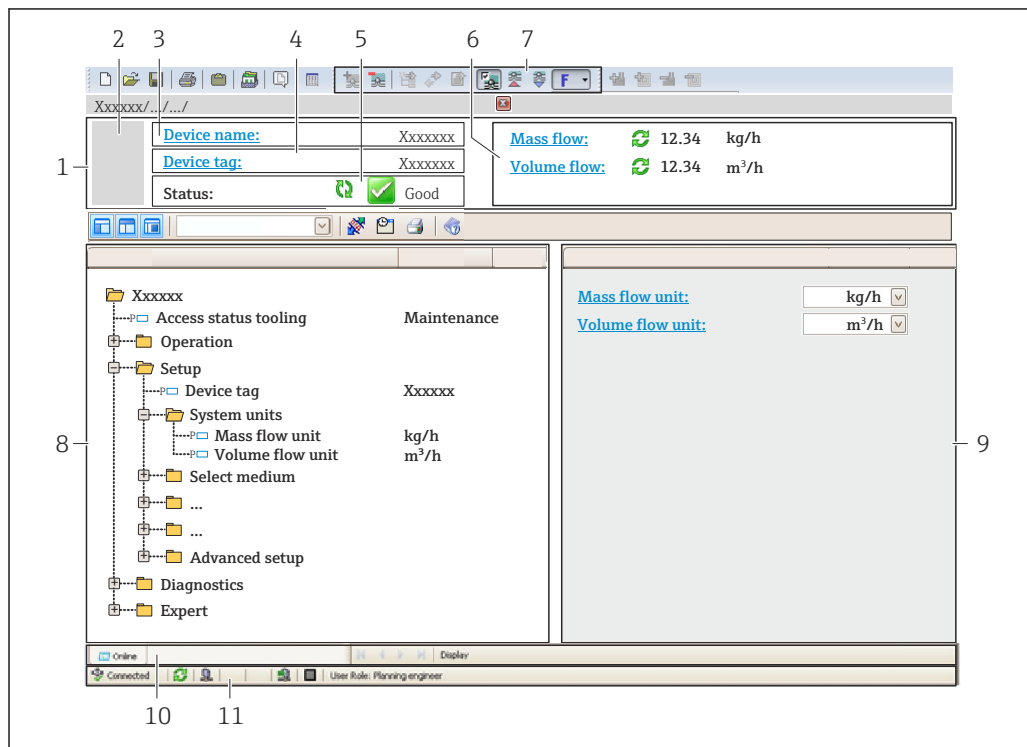 2 3 4 5 6 7
F
Xxxxxx/.../.../
1
Device name: Xxxxxxx
Device tag: Xxxxxxx
Status: Good
Mass flow: 12.34 kg/h
Volume flow: 12.34 m³/h
Xxxxxx
P Access status tooling Maintenance
Operation
Setup
P Device tag Xxxxxx
System units
P Mass flow unit kg/h
P Volume flow unit m³/h
Select medium
...
...
Advanced setup
Diagnostics
Expert
8
Mass flow unit: kg/h
Volume flow unit: m³/h
9
Online Display
Connected User Role: Planning engineer
10 11